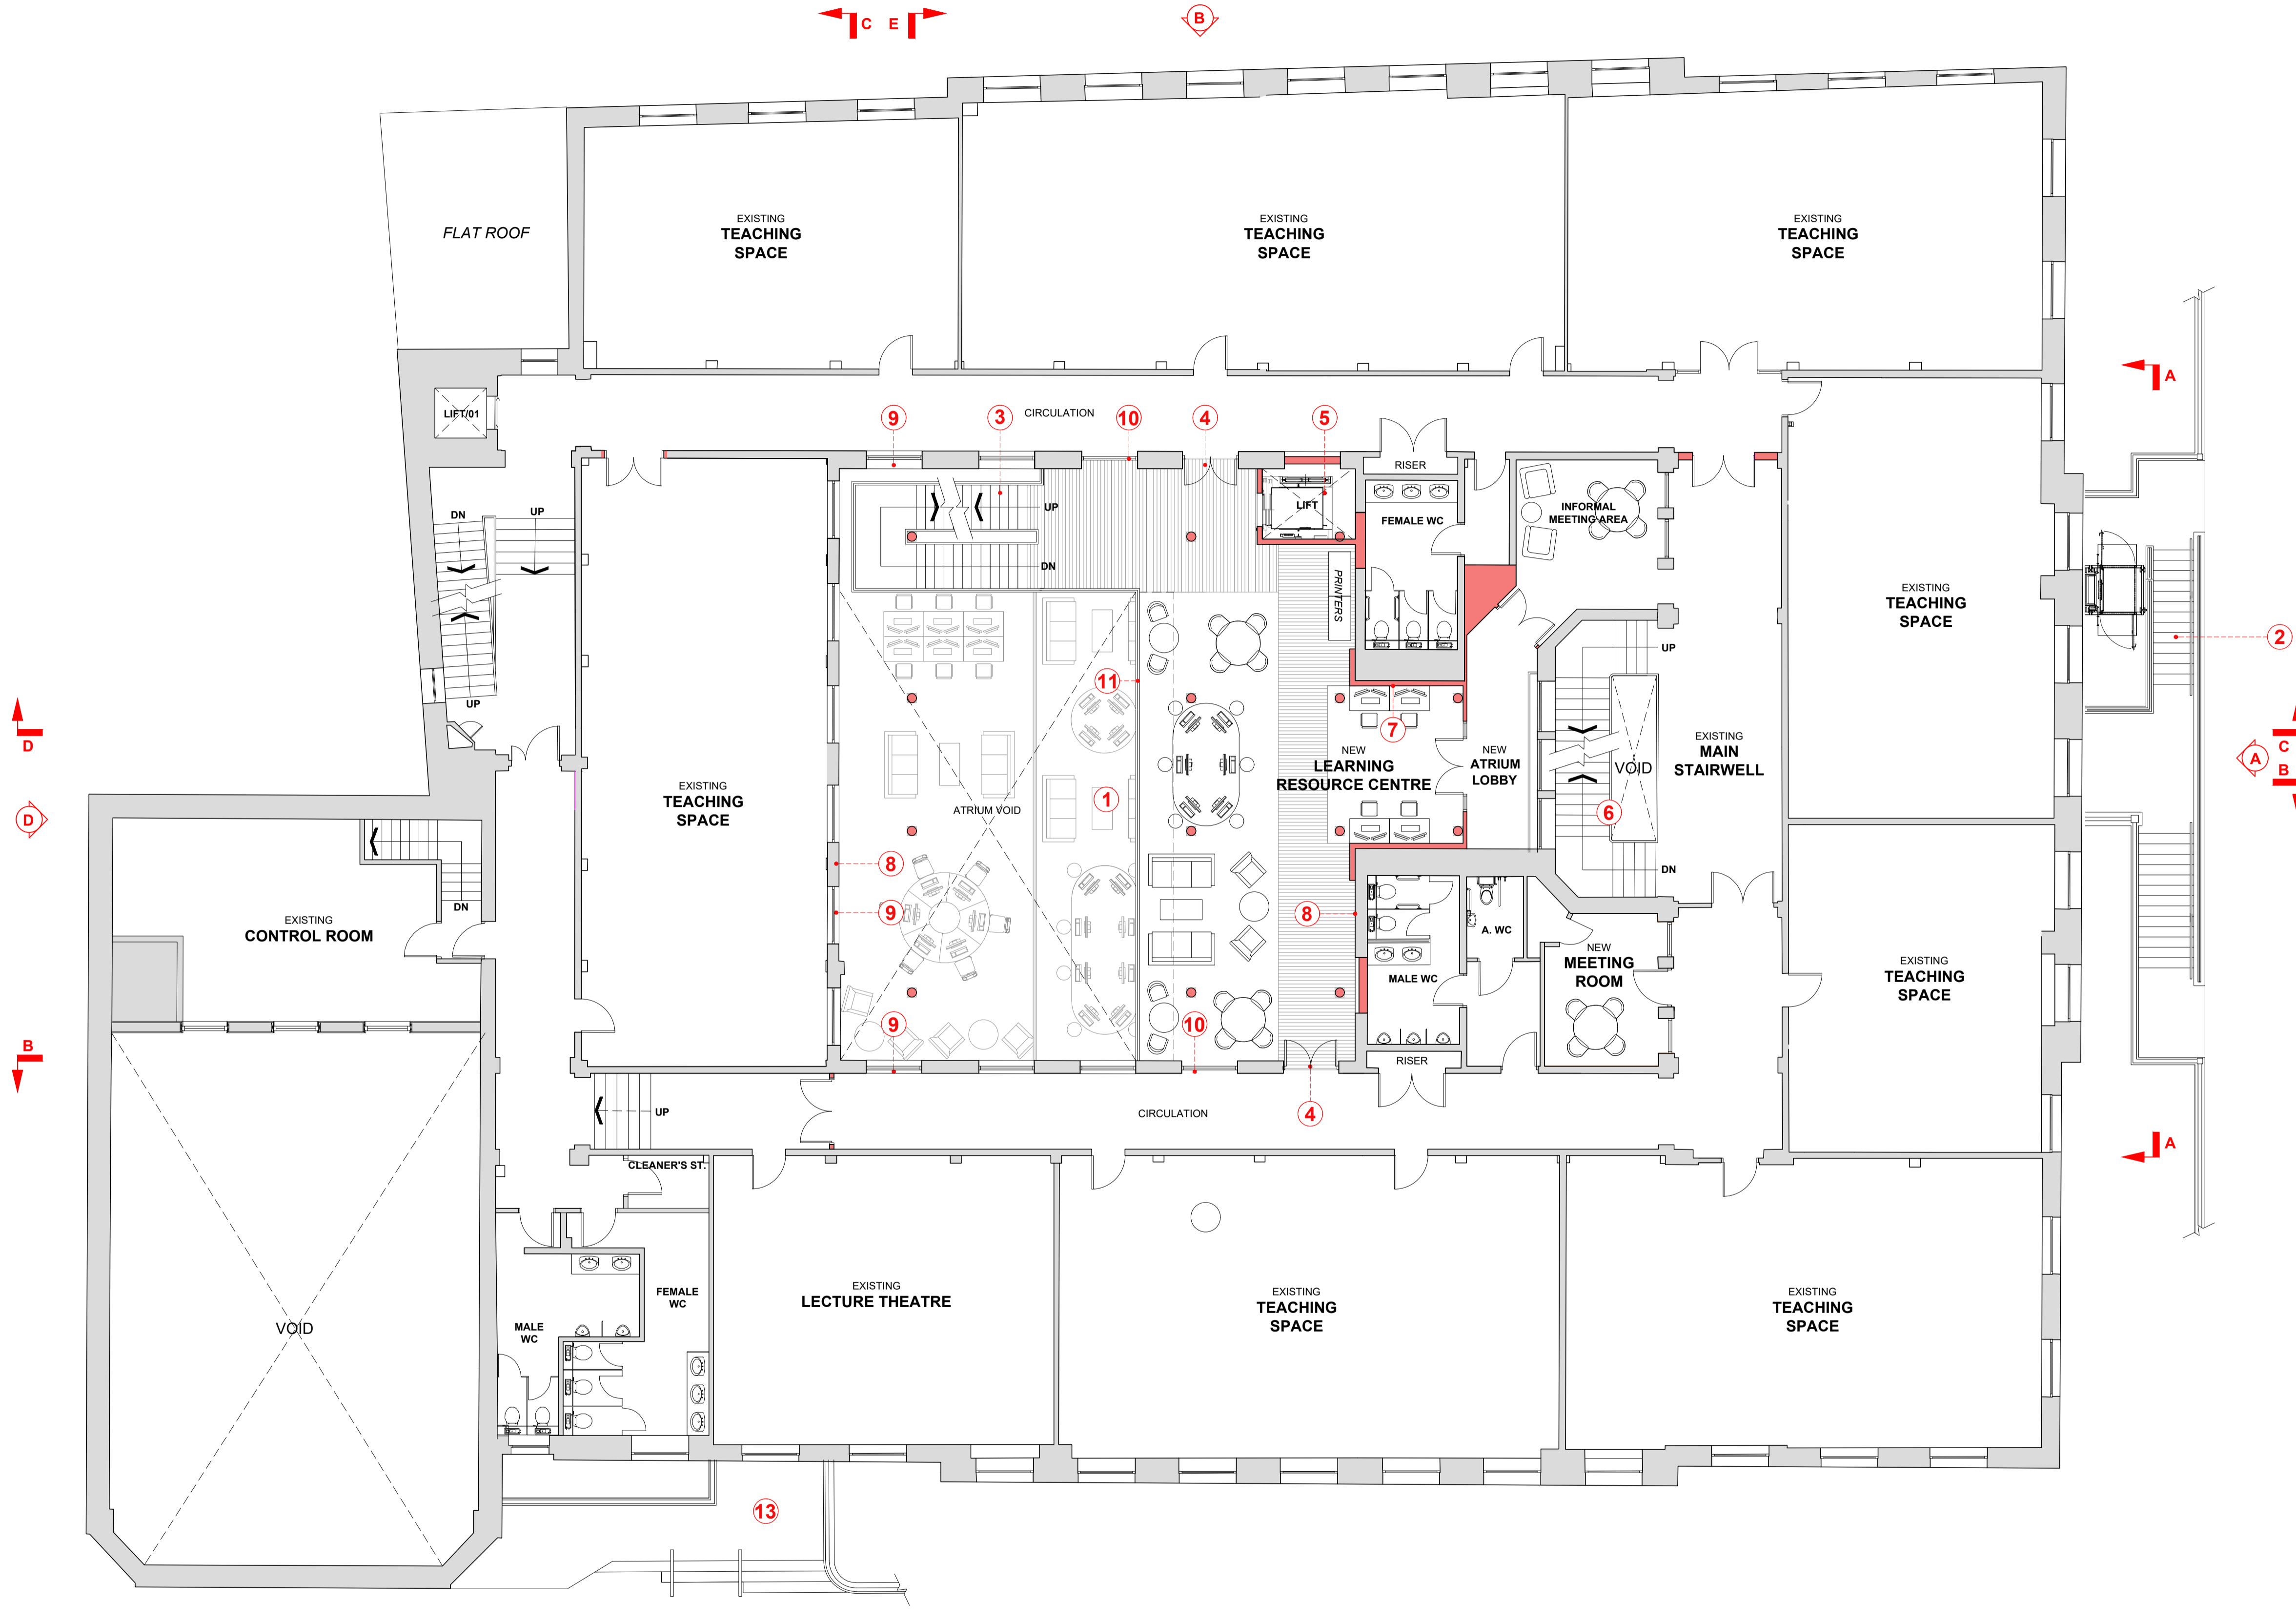 C E
B
FLAT ROOF
EXISTING
TEACHING
SPACE
EXISTING
TEACHING
SPACE
EXISTING
TEACHING
SPACE
A
LIFT/01
CIRCULATION
9
3
10
4
5
RISER
LIFT
FEMALE WC
INFORMAL
MEETING AREA
DN
UP
UP
DN
UP
PRINTERS
EXISTING
TEACHING
SPACE
2
UP
11
7
D
D
EXISTING
TEACHING
SPACE
ATRIUM VOID
1
NEW
LEARNING
RESOURCE CENTRE
NEW
ATRIUM
LOBBY
VOID
6
EXISTING
MAIN
STAIRWELL
C
A
B
8
9
8
DN
DN
EXISTING
CONTROL ROOM
A. WC
MALE WC
NEW
MEETING
ROOM
EXISTING
TEACHING
SPACE
B
9
10
RISER
UP
CIRCULATION
4
A
CLEANER'S ST.
FEMALE
WC
MALE
WC
VOID
EXISTING
LECTURE THEATRE
EXISTING
TEACHING
SPACE
EXISTING
TEACHING
SPACE
13